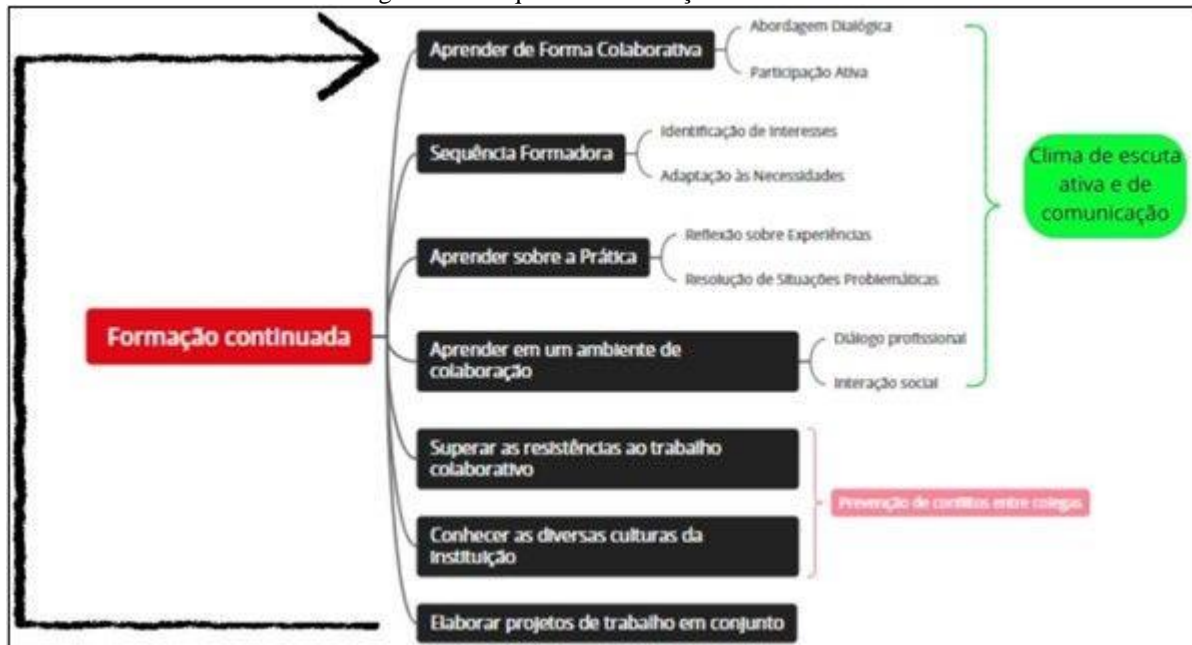 Aprender de Forma Colaborativa
Abordagem Dialógica
Participação Ativa
Sequência Formadora
Identificação de Interesses
Adaptação às Necessidades
Clima de escuta
ativa e de
comunicação
Aprender sobre a Prática
Reflexão sobre Experiências
Resolução de Situações Problemáticas
Formação continuada
Aprender em um ambiente de
colaboração
Diálogo profissional
Interação social
Superar as resistências ao trabalho
colaborativo
Prevenção de conflitos entre colegas
Conhecer as diversas culturas da
instituição
Elaborar projetos de trabalho em conjunto